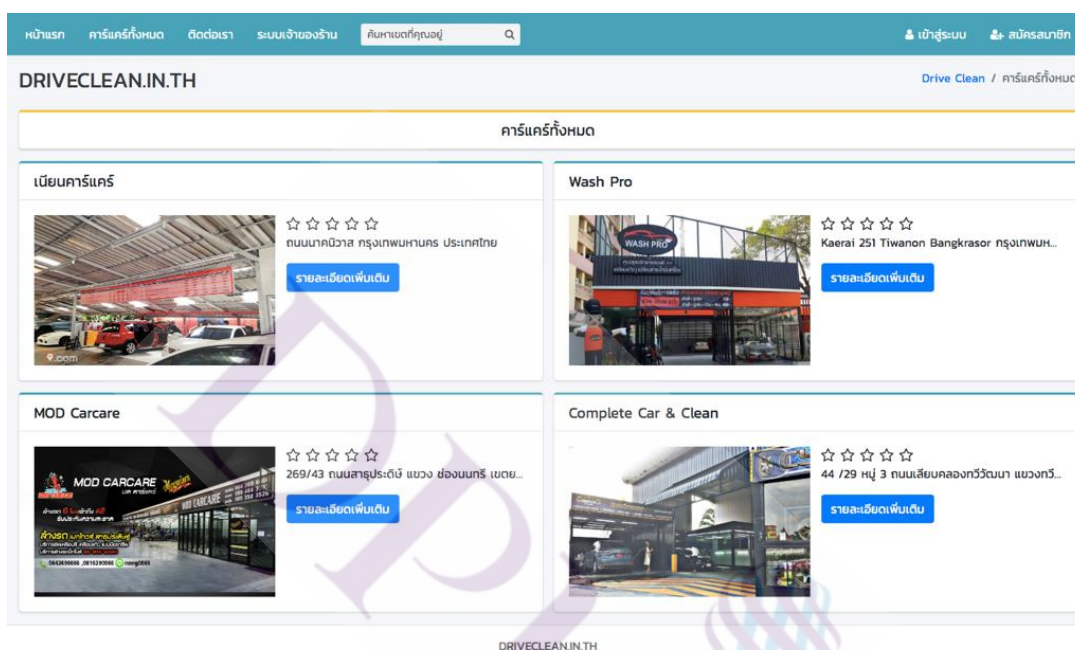 หน้าแรก คาร์แคร์ทั้งหมด ติดต่อเรา ระบบเจ้าของร้าน ค้นหาเขตที่คุณอยู่ เข้าสู่ระบบ สมัครสมาชิก
DRIVECLEAN.IN.TH
Drive Clean / คาร์แคร์ทั้งหมด
คาร์แคร์ทั้งหมด
เนียนคาร์แคร์
ถนนนาคนิวาส กรุงเทพมหานคร ประเทศไทย
รายละเอียดเพิ่มเติม
.com
Wash Pro
WASH PRO
Kaerai 251 Tiwanon Bangkrasor กรุงเทพมห...
รายละเอียดเพิ่มเติม
MOD Carcare
MOD CARCARE
MOD CARCARE
269/43 ถนนสาธุประดิษ์ แขวง ช่องนนทรี เขตย...
รายละเอียดเพิ่มเติม
Complete Car & Clean
44 /29 หมู่ 3 ถนนเลียบคลองทวีวัฒนา แขวงทวี...
รายละเอียดเพิ่มเติม
DRIVECLEAN.IN.TH